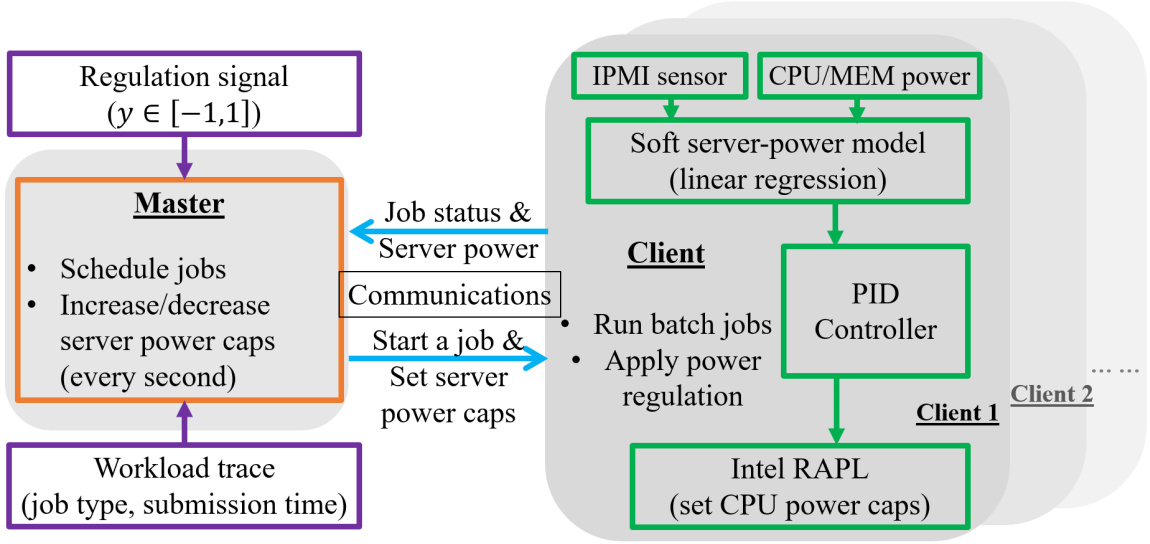 Regulation signal
(y ∈ [−1,1])
Master
• Schedule jobs
• Increase/decrease
server power caps
(every second)
Workload trace
(job type, submission time)
Job status &
Server power
Communications
Start a job &
Set server
power caps
IPMI sensor
CPU/MEM power
Soft server-power model
(linear regression)
Client
• Run batch jobs
• Apply power
regulation
PID
Controller
Intel RAPL
(set CPU power caps)
Client 1
Client 2
... ...